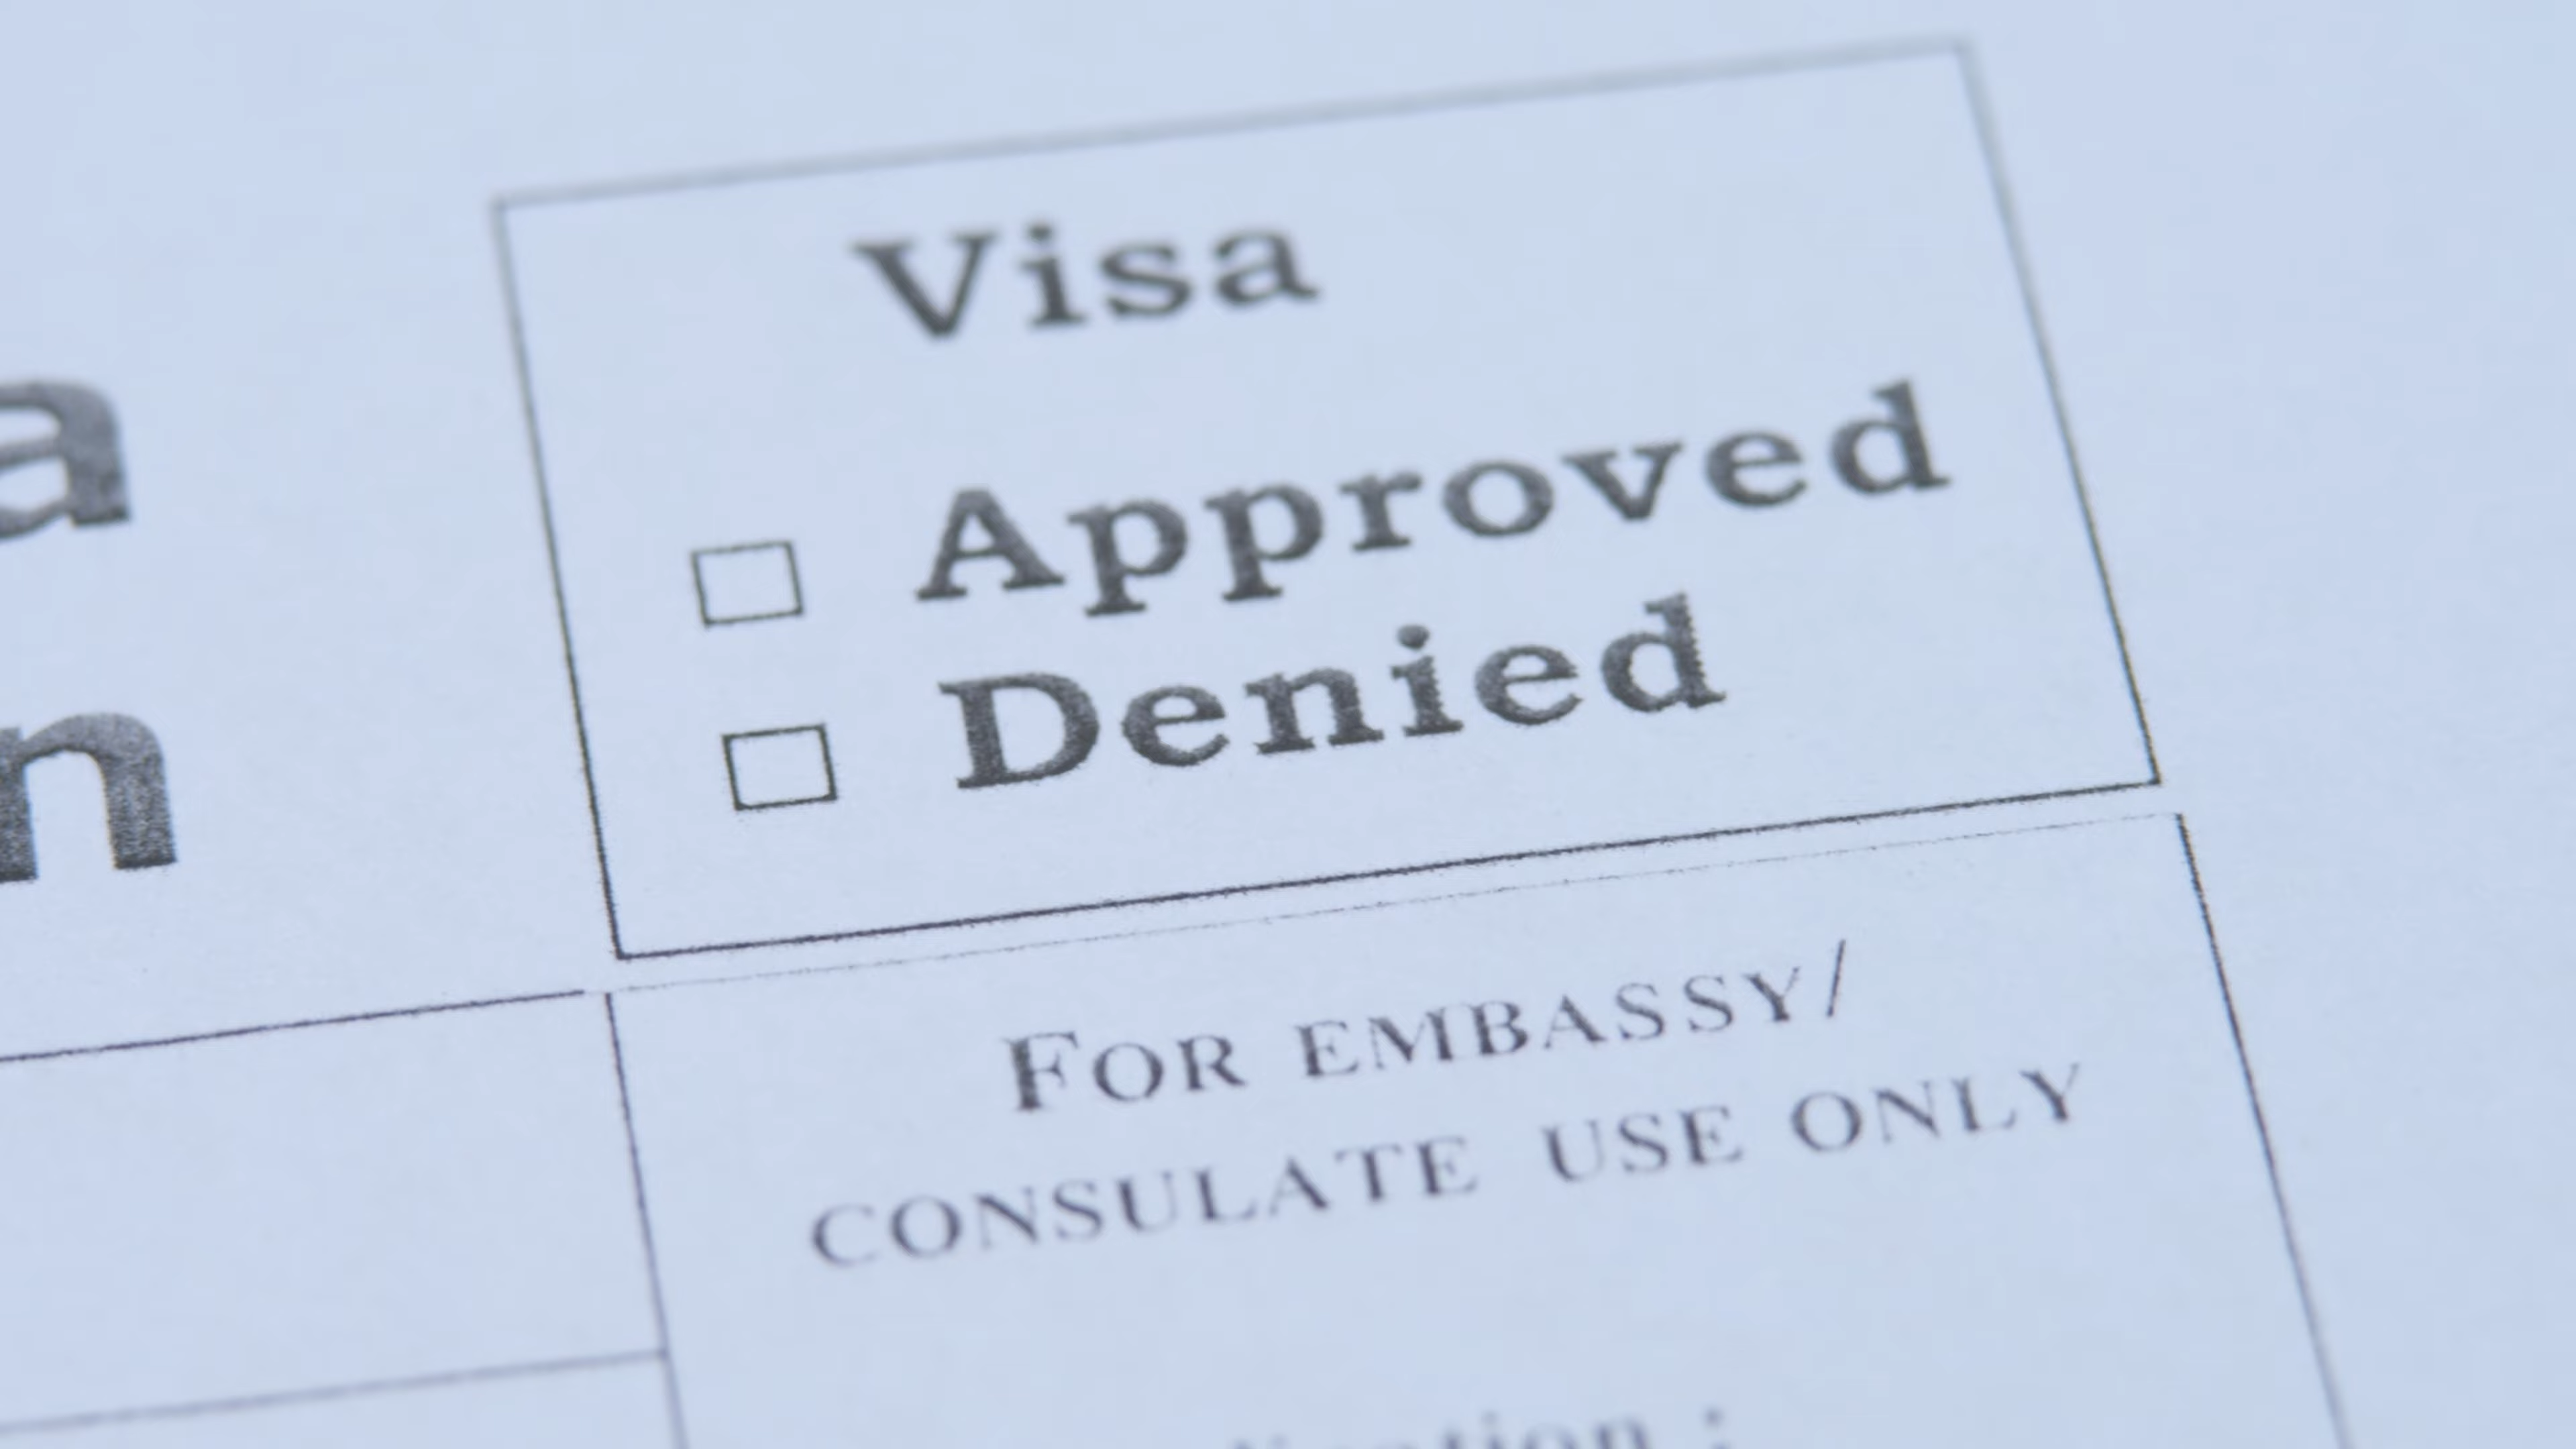 Visa
☐ Approved
☐ Denied
FOR EMBASSY/
CONSULATE USE ONLY